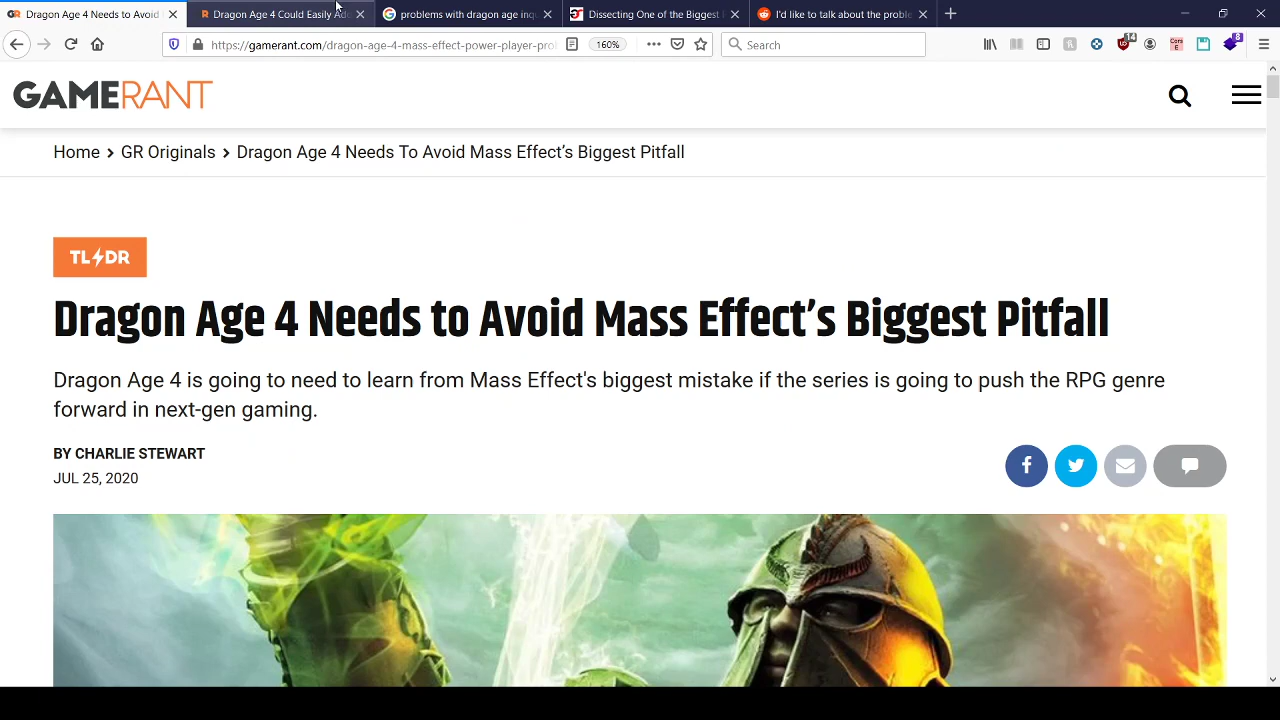 Dragon Age 4 Needs to Avoid
Dragon Age 4 Could Easily Ad
problems with dragon age inqu
Dissecting One of the Biggest
I'd like to talk about the proble
https://gamerant.com/dragon-age-4-mass-effect-power-player-pro
160%
Search
14
8
GAMERANT
Home › GR Originals › Dragon Age 4 Needs To Avoid Mass Effect’s Biggest Pitfall
TL DR
Dragon Age 4 Needs to Avoid Mass Effect’s Biggest Pitfall
Dragon Age 4 is going to need to learn from Mass Effect's biggest mistake if the series is going to push the RPG genre
forward in next-gen gaming.
BY CHARLIE STEWART
JUL 25, 2020